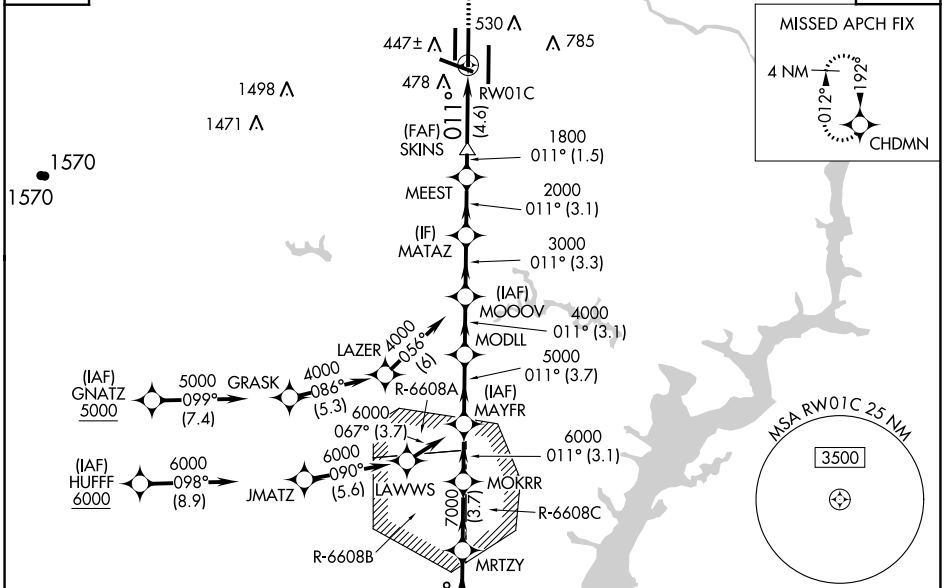 530
447±
785
478
RW01C
1498
1471
011°
(4.6)
(FAF)
SKINS
1800
011° (1.5)
1570
1570
MEEST
2000
011° (3.1)
(IF)
MATAZ
3000
011° (3.3)
(IAF)
MOOOV
4000
011° (3.1)
MODLL
LAZER
4000
056°
(6)
5000
011° (3.7)
(IAF)
GNATZ
5000
5000
099°
(7.4)
GRASK
4000
086°
(5.3)
R-6608A
(IAF)
MAYFR
6000
067° (3.7)
6000
011° (3.1)
(IAF)
HUFFF
6000
6000
098°
(8.9)
JMATZ
6000
090°
(5.6)
LAWWS
MOKRR
7000
(3.7)
R-6608C
R-6608B
MRTZY
MISSED APCH FIX
4 NM
012°
192°
CHDMN
MSA RW01C 25 NM
3500